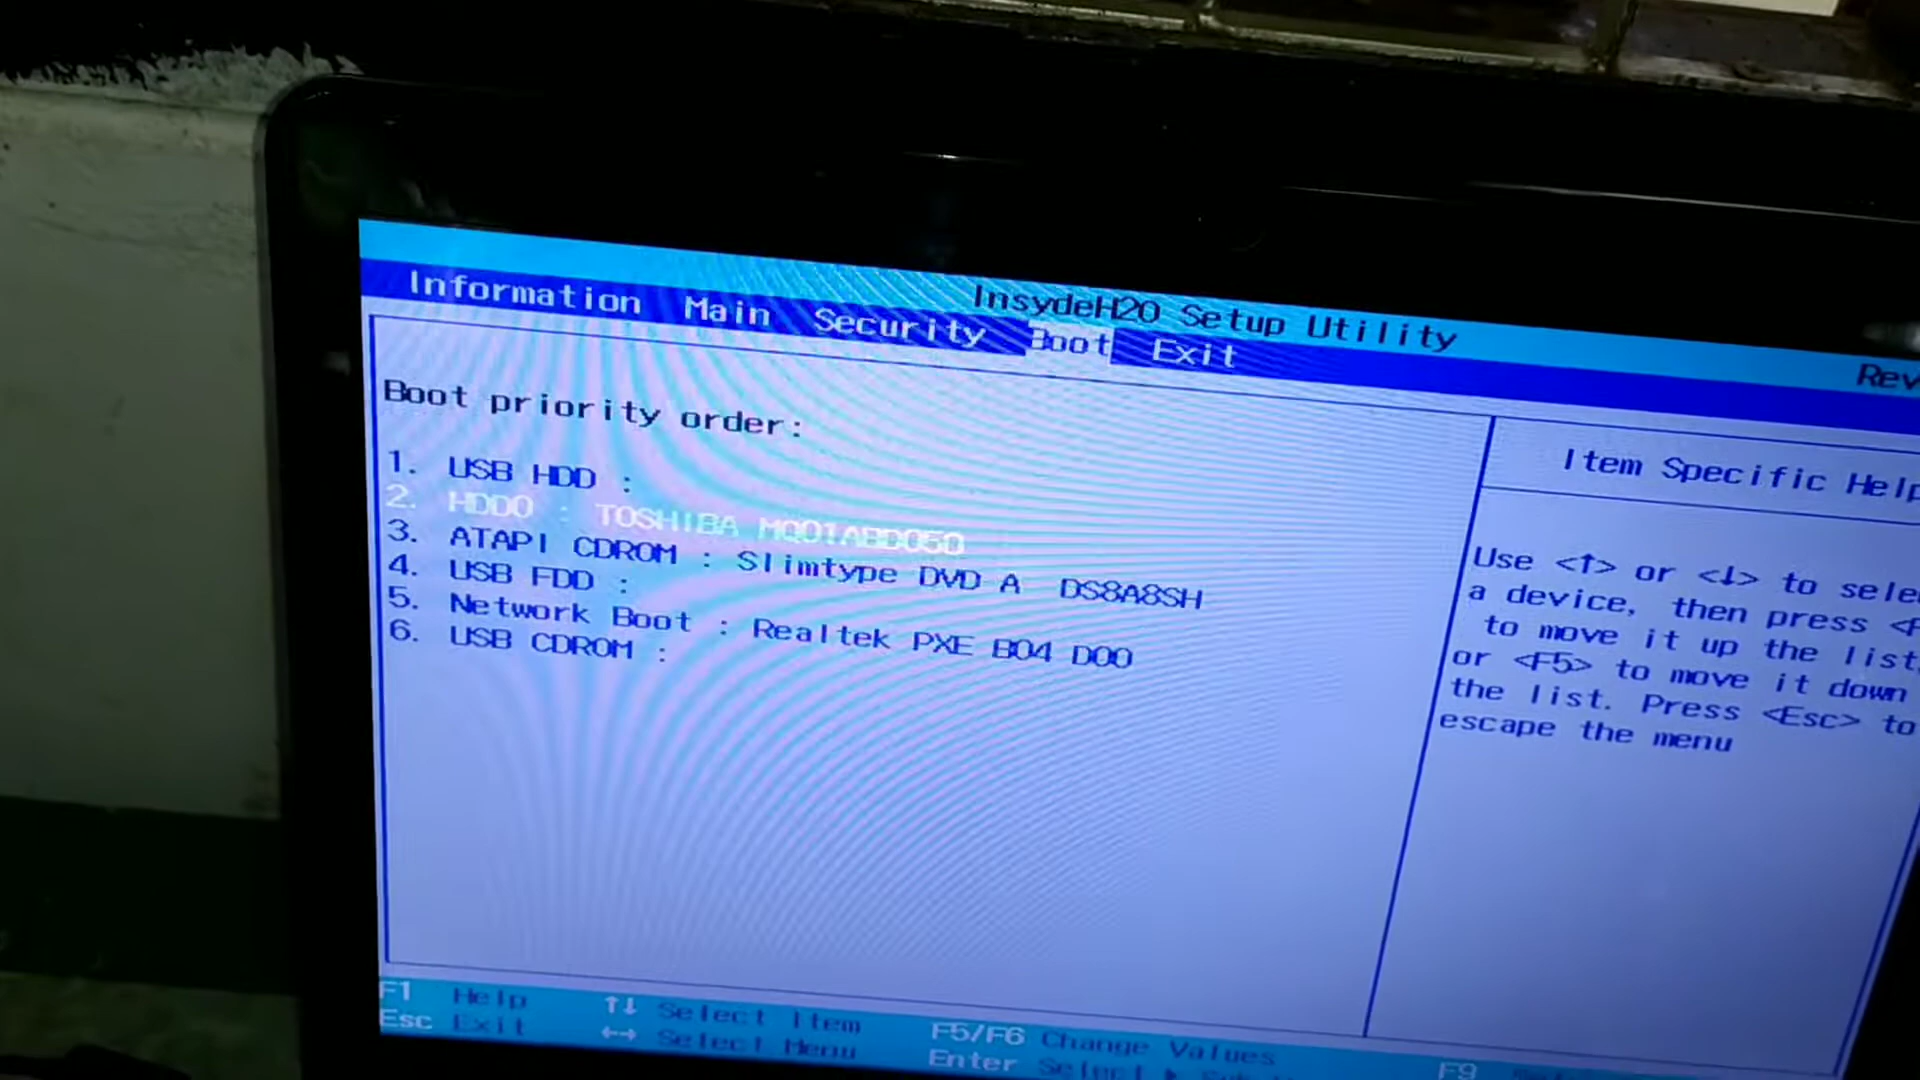 InsydeH20 Setup Utility
Rev
Information Main Security Boot Exit
Boot priority order:
1. USB HDD :
2. HDD0 : TOSHIBA MQ01ABD050
3. ATAPI CDROM : Slimtype DVD A DS8A8SH
4. USB FDD :
5. Network Boot : Realtek PXE B04 D00
6. USB CDROM :
Item Specific Help
Use <↑> or <↓> to sele
a device, then press <F
to move it up the list
or <F5> to move it down
the list. Press <Esc> to
escape the menu
F1 Help ↑↓ Select Item F5/F6 Change Values F9
Esc Exit ↔ Select Menu Enter Select